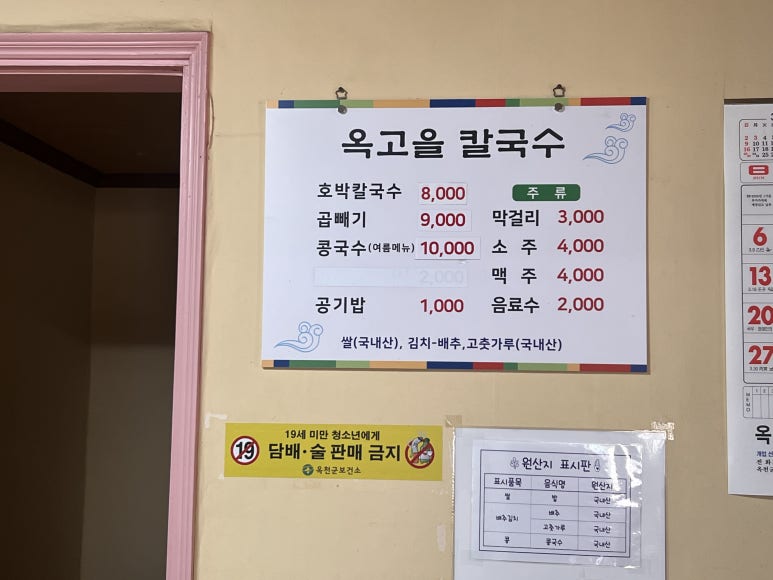 옥고을 칼국수
호박칼국수 8,000
곱빼기 9,000
콩국수(여름메뉴) 10,000
2,000
공기밥 1,000
주 류
막걸리 3,000
소 주 4,000
맥 주 4,000
음료수 2,000
쌀(국내산), 김치-배추,고춧가루(국내산)
19세 미만 청소년에게
19 담배·술 판매 금지
옥천군보건소
원산지 표시판
표시품목 음식명 원산지
쌀 밥 국내산
배추김치 배추 국내산
고춧가루 국내산
콩 콩국수 국내산
6
13
20
27
MEMO
옥